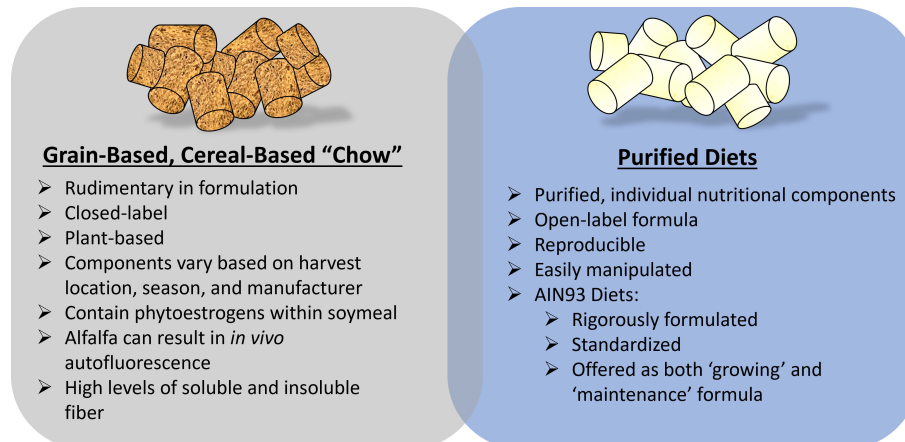 Grain-Based, Cereal-Based “Chow”
➢ Rudimentary in formulation
➢ Closed-label
➢ Plant-based
➢ Components vary based on harvest
location, season, and manufacturer
➢ Contain phytoestrogens within soymeal
➢ Alfalfa can result in in vivo
autofluorescence
➢ High levels of soluble and insoluble
fiber
Purified Diets
➢ Purified, individual nutritional components
➢ Open-label formula
➢ Reproducible
➢ Easily manipulated
➢ AIN93 Diets:
➢ Rigorously formulated
➢ Standardized
➢ Offered as both ‘growing’ and
‘maintenance’ formula